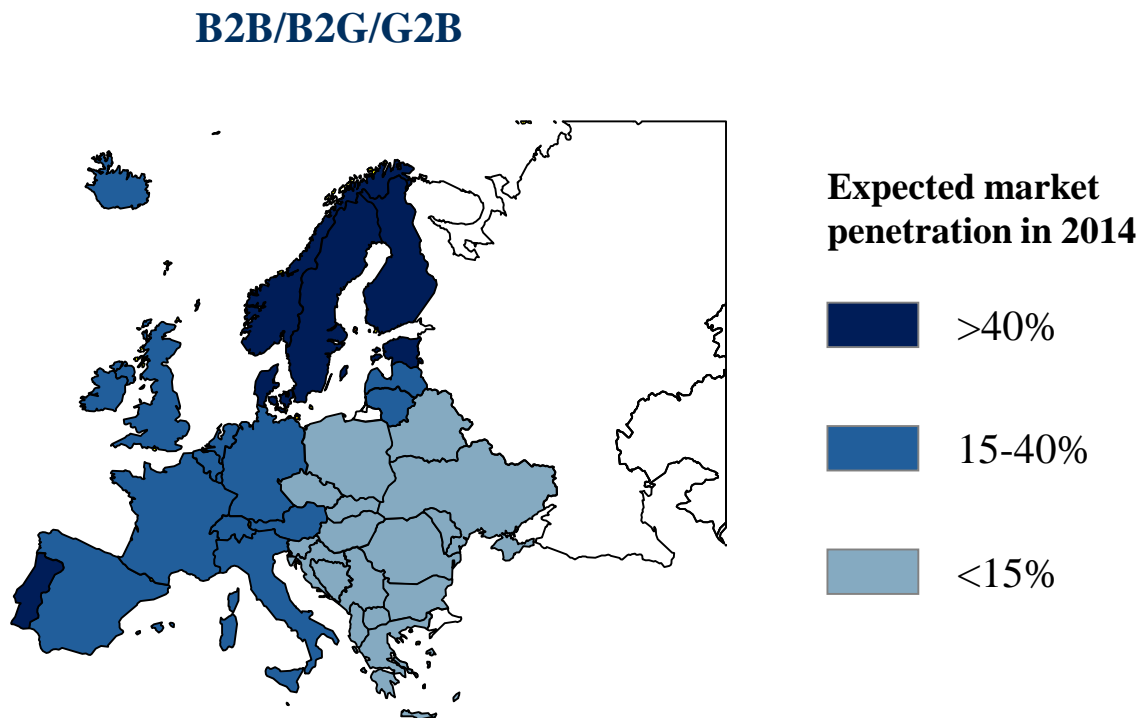 B2B/B2G/G2B
Expected market
penetration in 2014
>40%
15-40%
<15%